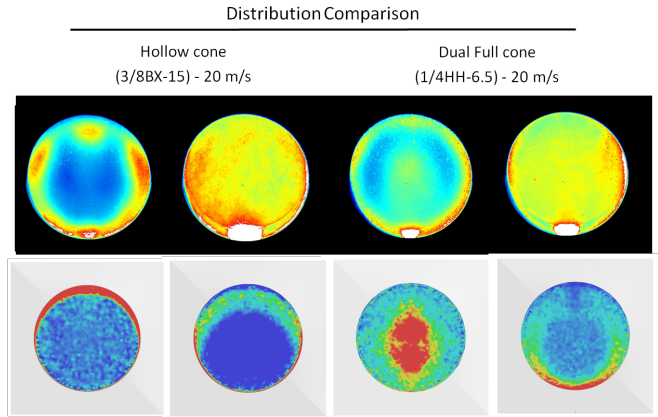 Distribution Comparison
Hollow cone
(3/8BX-15) - 20 m/s
Dual Full cone
(1/4HH-6.5) - 20 m/s